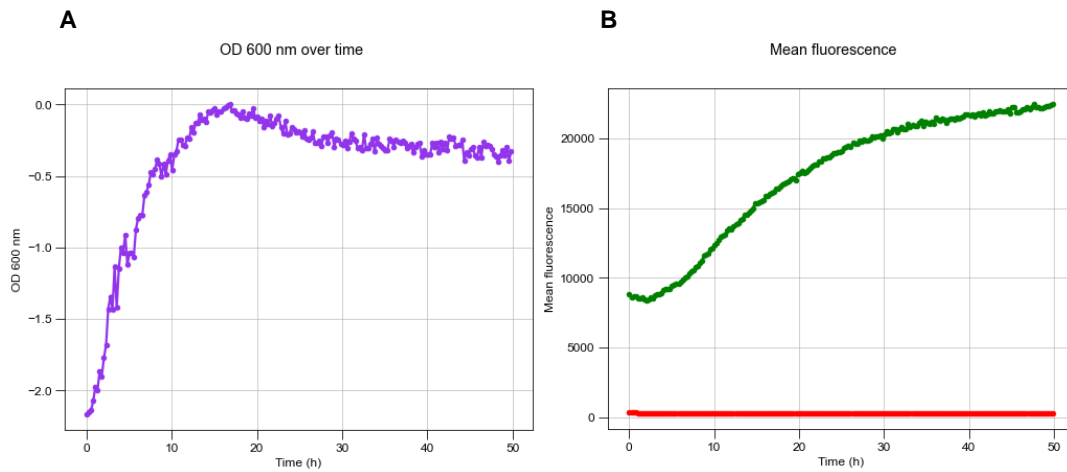 A
OD 600 nm over time
OD 600 nm
0.0
−0.5
−1.0
−1.5
−2.0
0
10
20
30
40
50
Time (h)
B
Mean fluorescence
Mean fluorescence
20000
15000
10000
5000
0
0
10
20
30
40
50
Time (h)